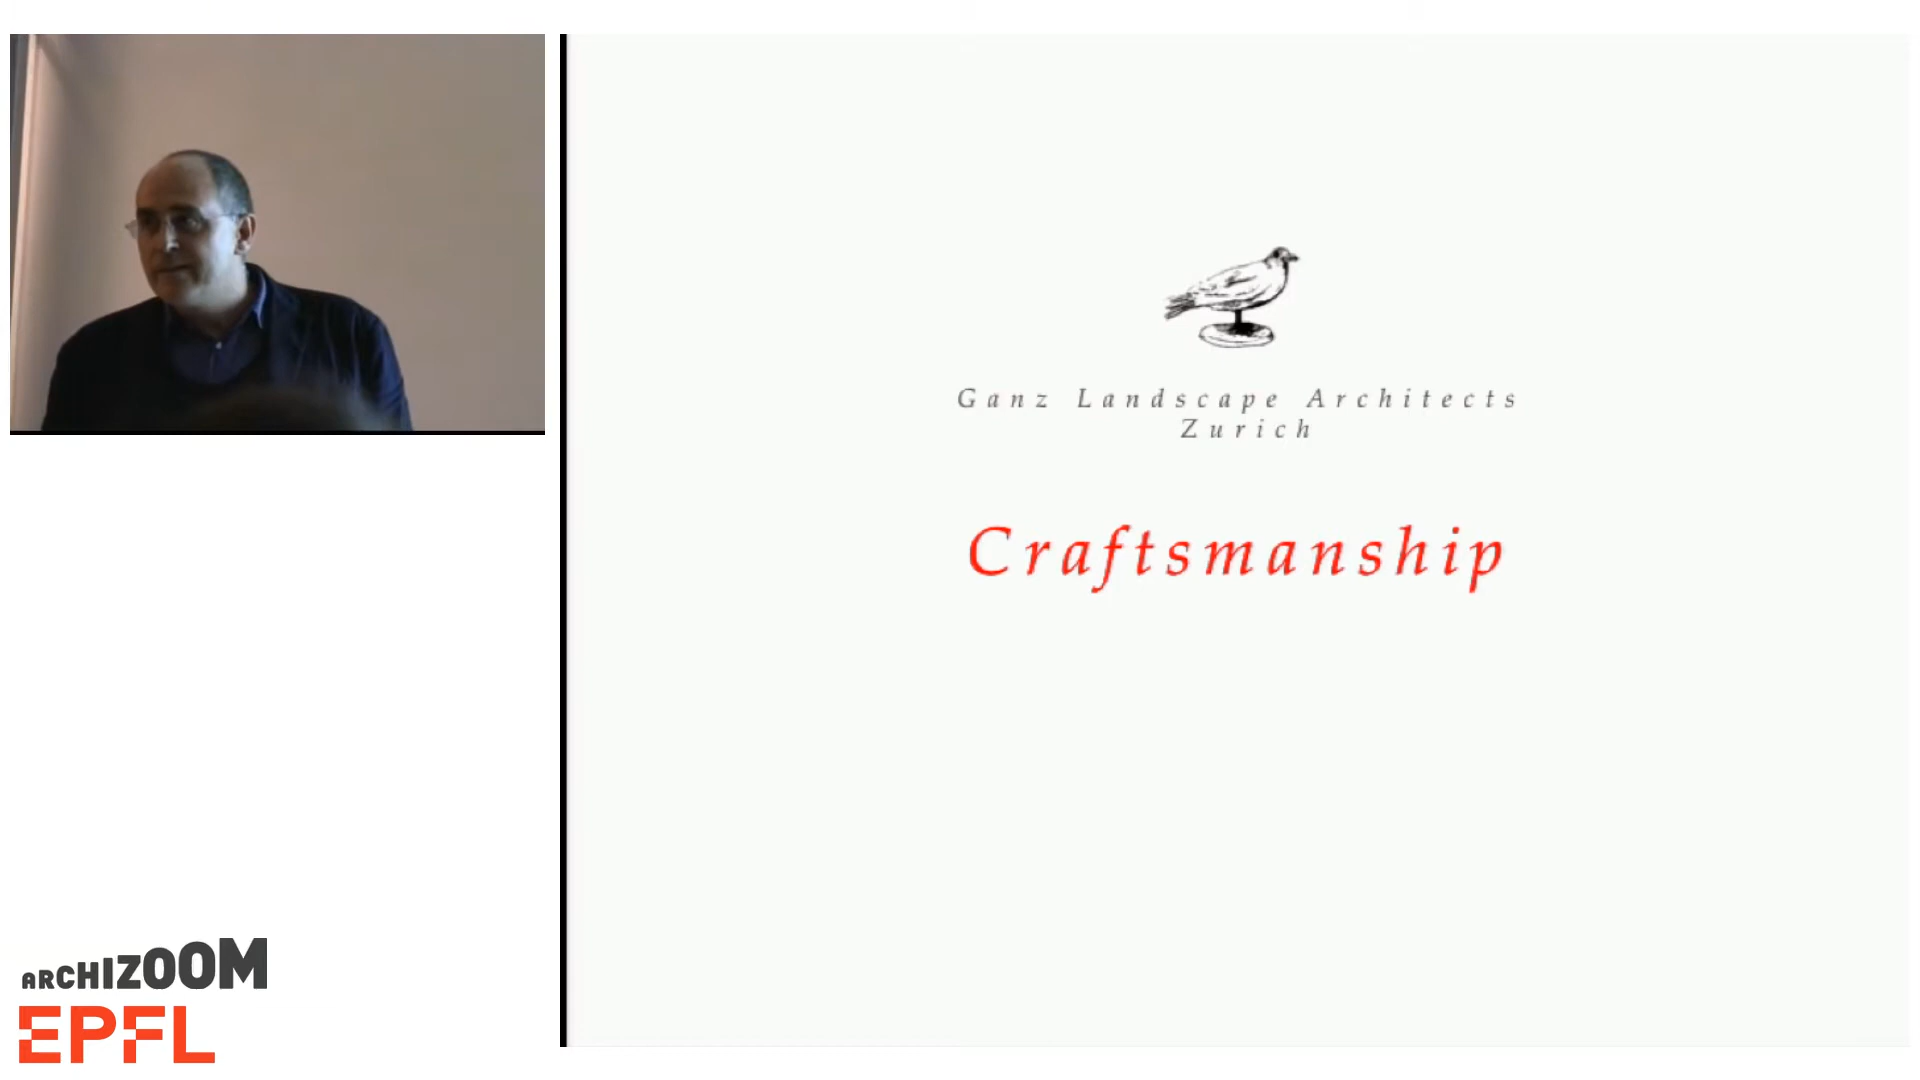 Ganz Landscape Architects
Zurich
Craftsmanship
ARCHIZOOM
EPFL